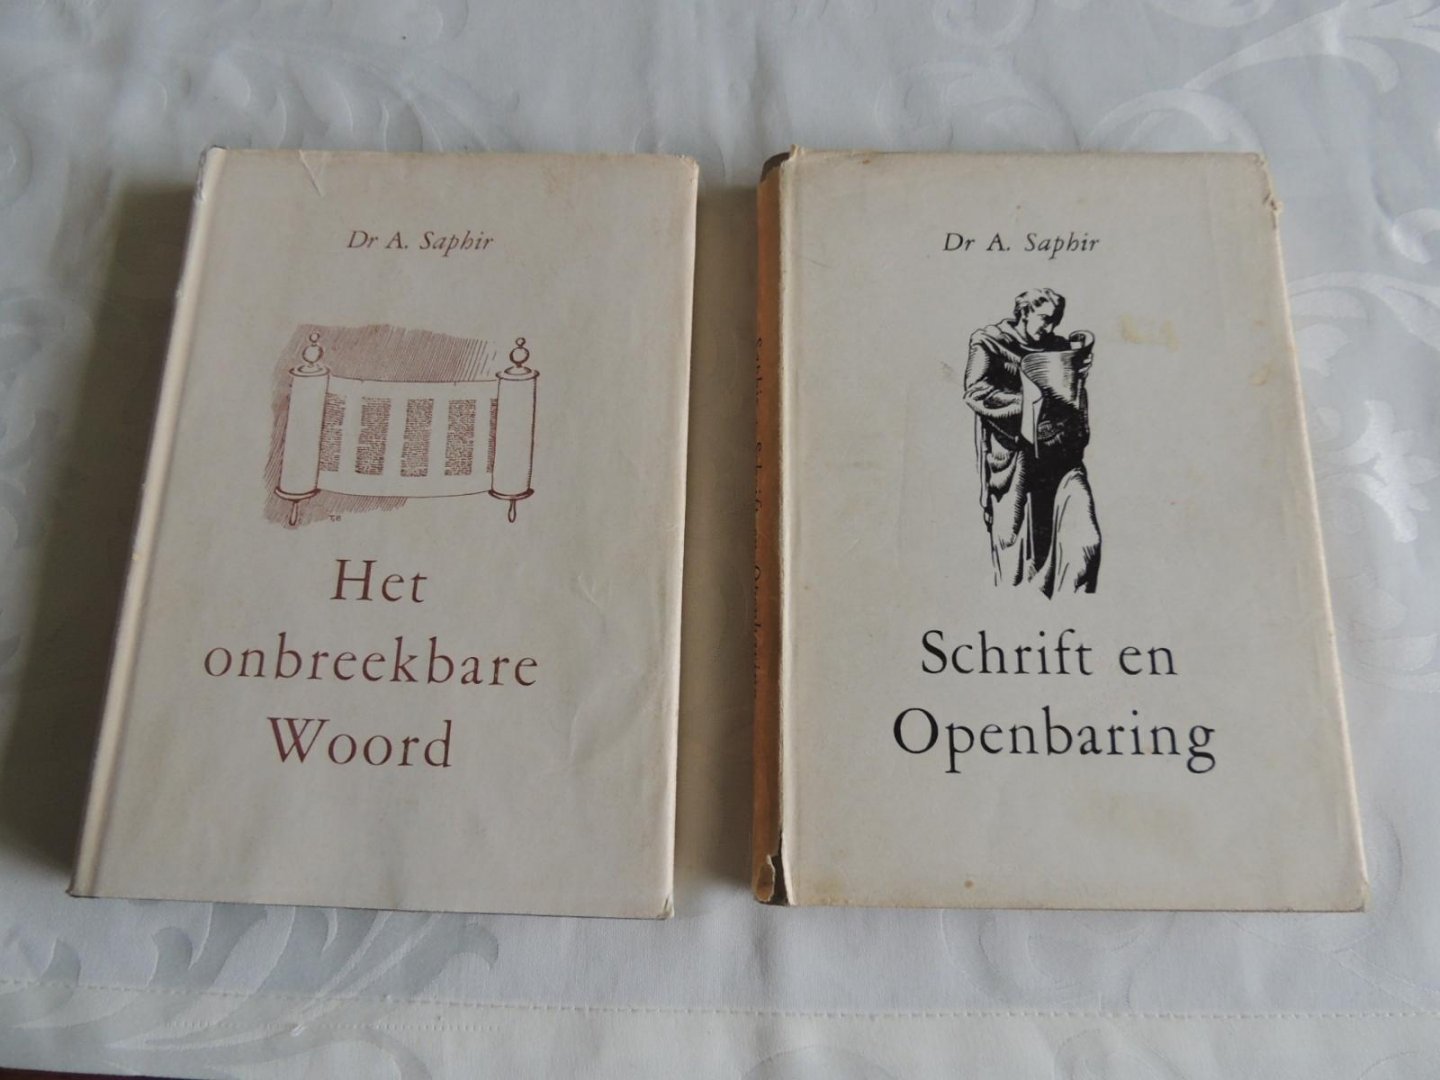 Dr A. Saphir
Het
onbreekbare
Woord
Dr A. Saphir
Schrift en
Openbaring